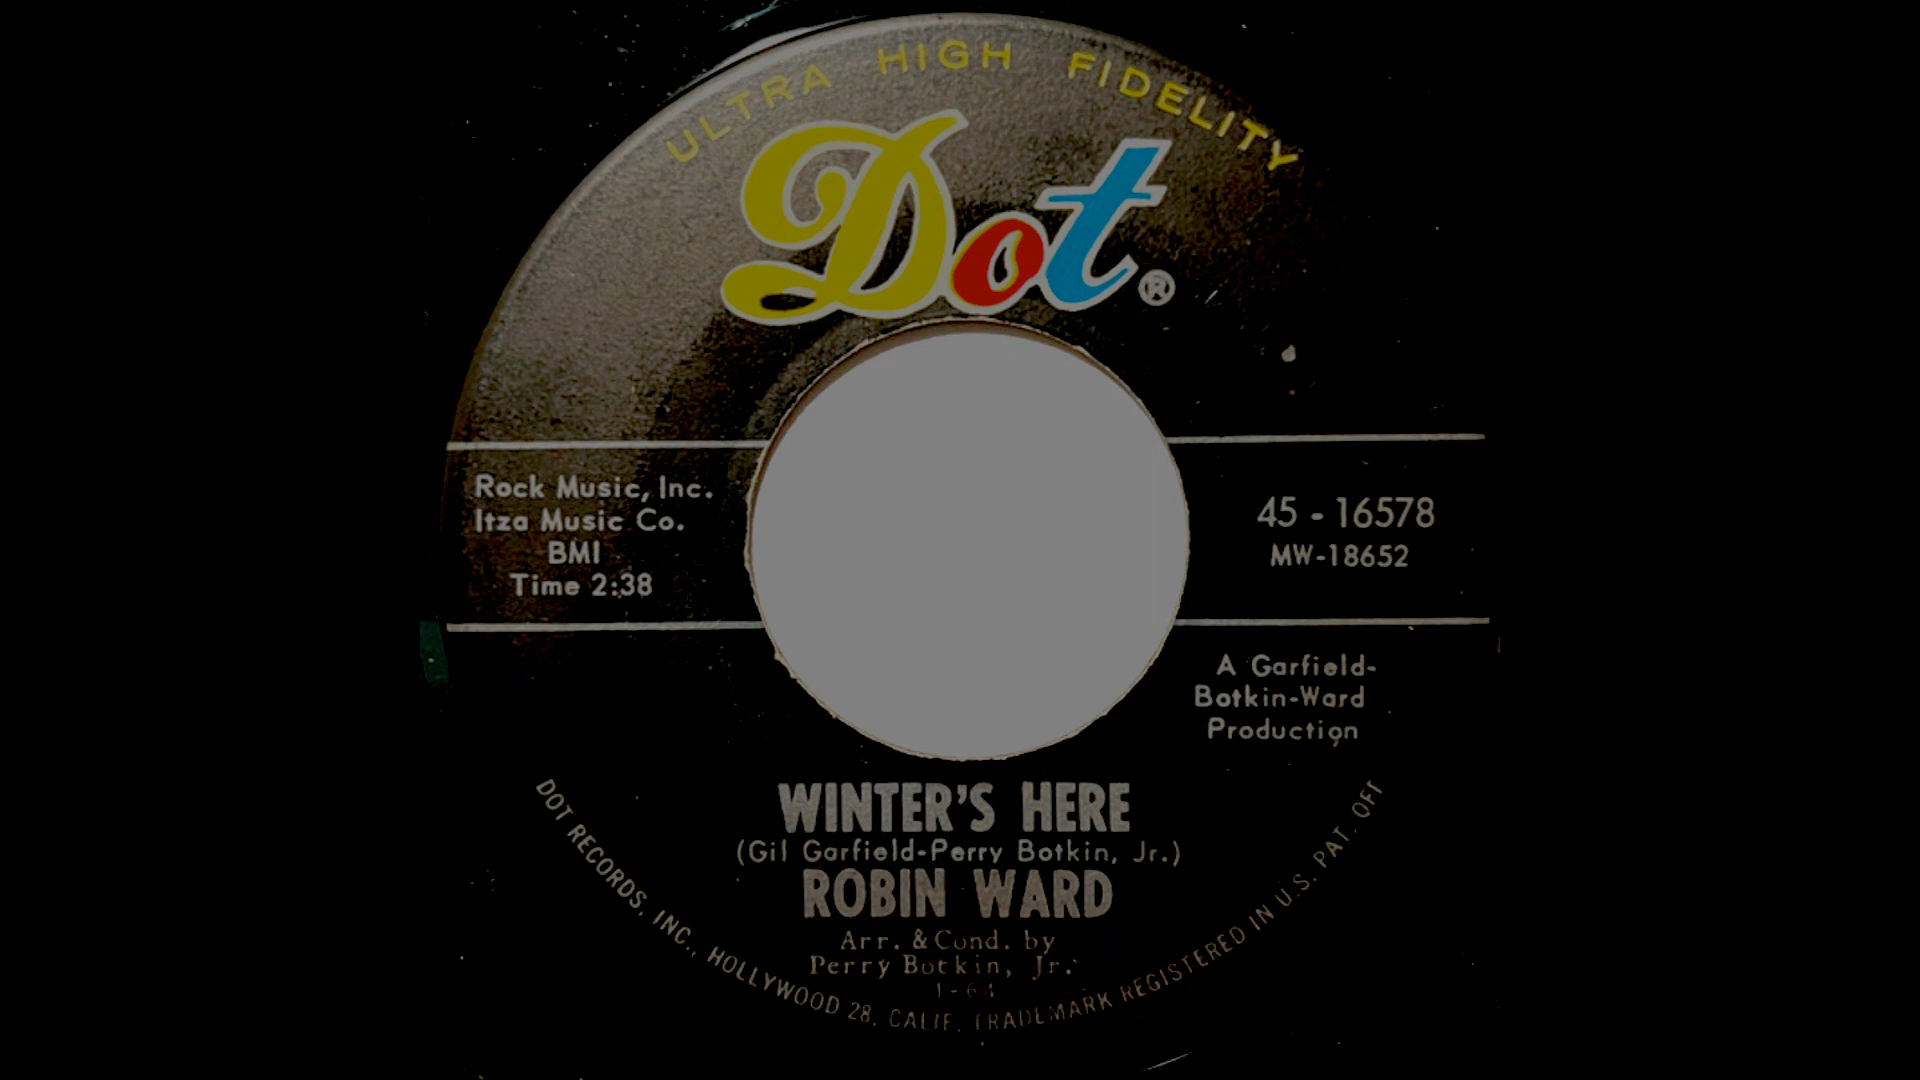 ULTRA HIGH FIDELITY
Dot®
Rock Music, Inc.
Itza Music Co.
BMI
Time 2:38
45 - 16578
MW-18652
A Garfield-
Botkin-Ward
Production
WINTER'S HERE
(Gil Garfield-Perry Botkin, Jr.)
ROBIN WARD
Arr. & Cond. by
Perry Botkin, Jr.
1-64
DOT RECORDS, INC., HOLLYWOOD 28, CALIF. TRADEMARK REGISTERED IN U.S. PAT. OFF